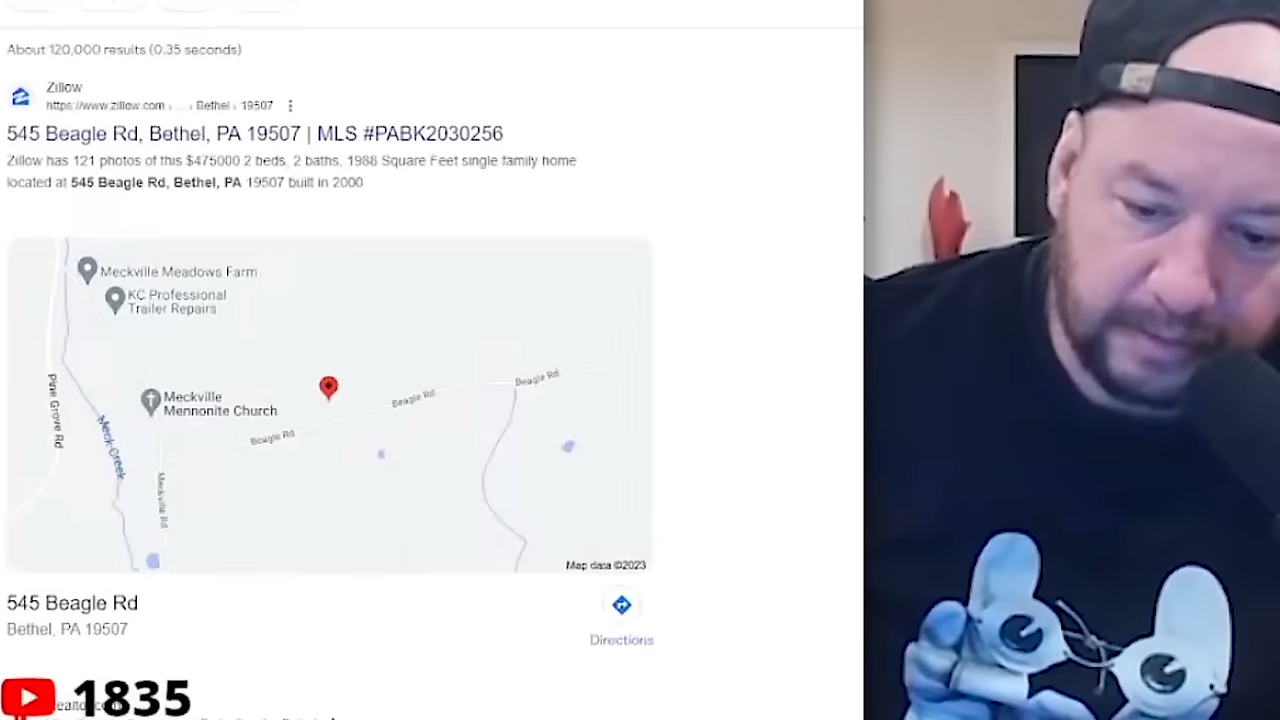 About 120,000 results (0.35 seconds)
Zillow
https://www.zillow.com › ... › Bethel › 19507
545 Beagle Rd, Bethel, PA 19507 | MLS #PABK2030256
Zillow has 121 photos of this $475000 2 beds, 2 baths, 1988 Square Feet single family home
located at 545 Beagle Rd, Bethel, PA 19507 built in 2000
Meckville Meadows Farm
KC Professional
Trailer Repairs
Pine Grove Rd
Meck Creek
Meckville
Mennonite Church
Beagle Rd
Beagle Rd
Beagle Rd
Meckville Rd
Map data ©2023
545 Beagle Rd
Bethel, PA 19507
Directions
1835